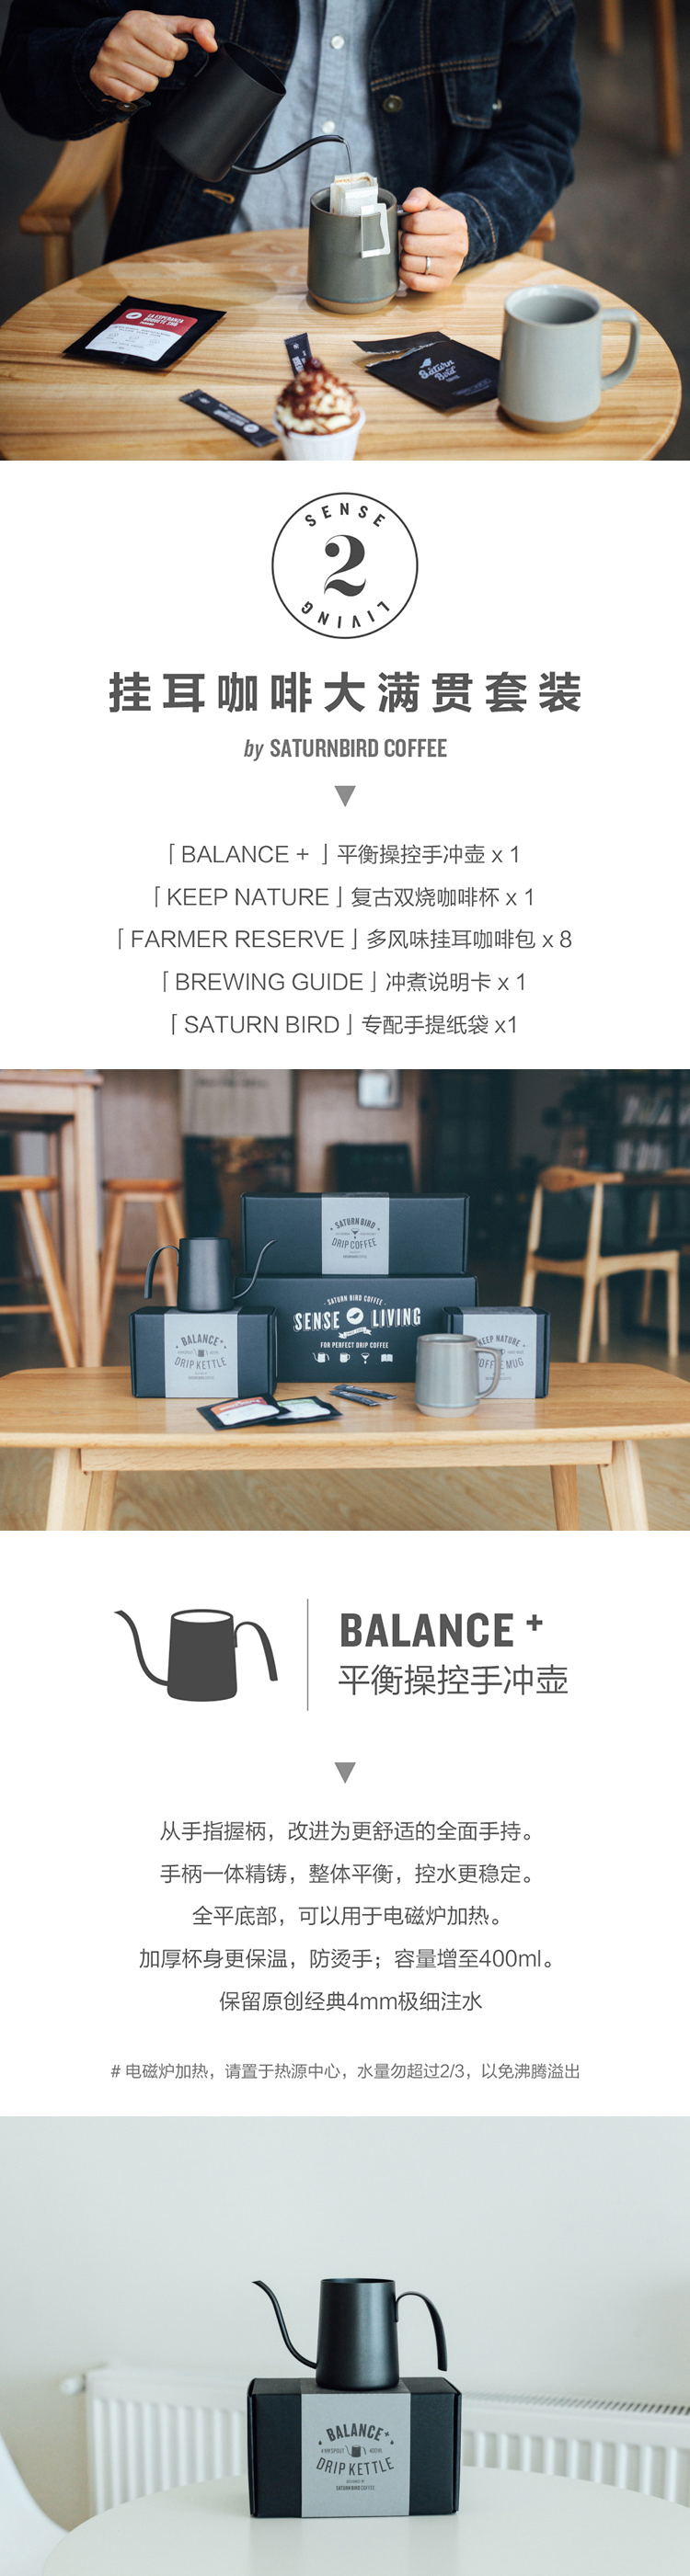 LA ESPERANZA
Saturn
Bird
SENSE
2
LIVING
挂耳咖啡大满贯套装
by SATURNBIRD COFFEE
「 BALANCE + 」平衡操控手冲壶 x 1
「 KEEP NATURE 」复古双烧咖啡杯 x 1
「 FARMER RESERVE 」多风味挂耳咖啡包 x 8
「 BREWING GUIDE 」冲煮说明卡 x 1
「 SATURN BIRD 」专配手提纸袋 x1
SATURN BIRD
DRIP COFFEE
SATURN BIRD COFFEE
SENSE LIVING
FOR PERFECT DRIP COFFEE
BALANCE+
DRIP KETTLE
KEEP NATURE
MUG
BALANCE +
平衡操控手冲壶
从手指握柄，改进为更舒适的全面手持。
手柄一体精铸，整体平衡，控水更稳定。
全平底部，可以用于电磁炉加热。
加厚杯身更保温，防烫手；容量增至400ml。
保留原创经典4mm极细注水
# 电磁炉加热，请置于热源中心，水量勿超过2/3，以免沸腾溢出
BALANCE+
DRIP KETTLE
SATURN BIRD COFFEE